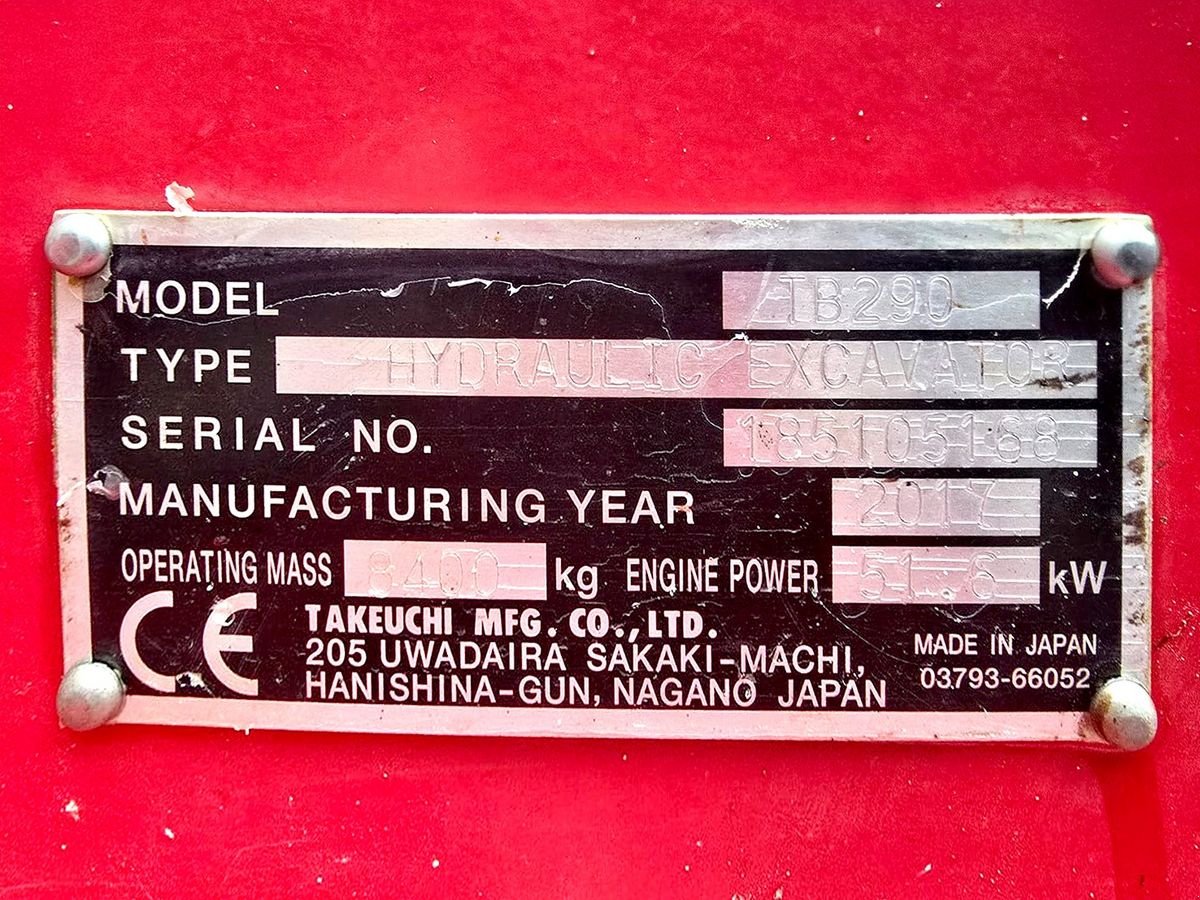 MODEL TB290
TYPE HYDRAULIC EXCAVATOR
SERIAL NO. 185105168
MANUFACTURING YEAR 2017
OPERATING MASS 8400 kg ENGINE POWER 51.6 kW
CE TAKEUCHI MFG. CO., LTD.
205 UWADAIRA SAKAKI-MACHI,
HANISHINA-GUN, NAGANO JAPAN
MADE IN JAPAN
03793-66052